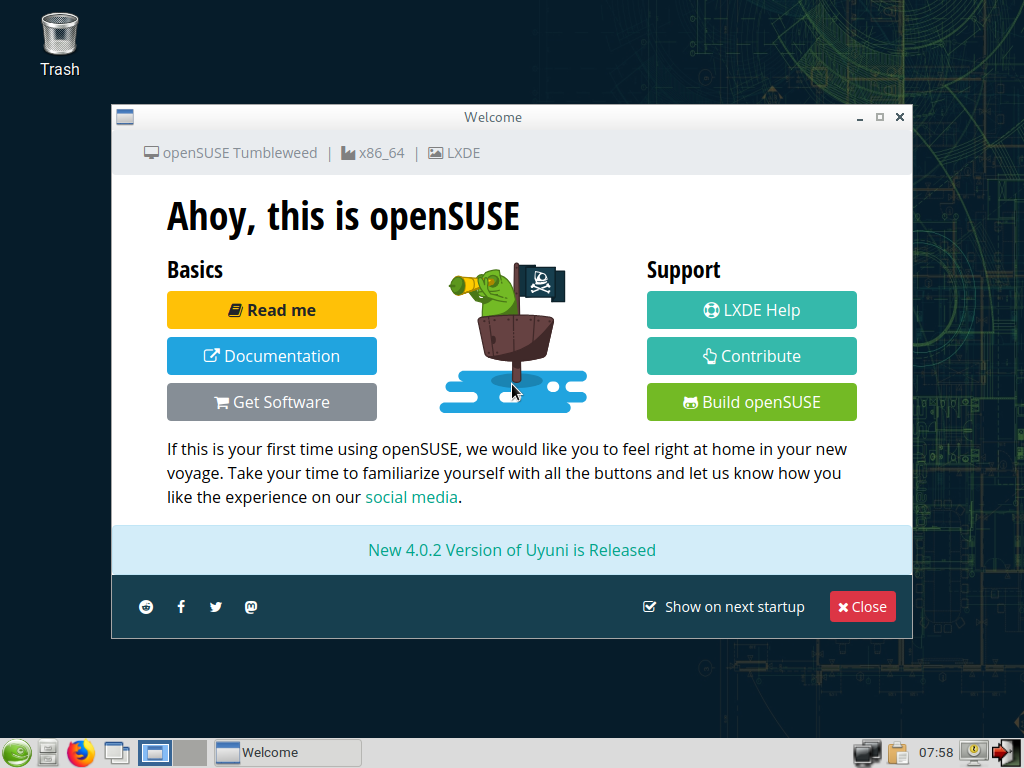 Trash
Welcome
openSUSE Tumbleweed | x86_64 | LXDE
Ahoy, this is openSUSE
Basics
Read me
Documentation
Get Software
Support
LXDE Help
Contribute
Build openSUSE
If this is your first time using openSUSE, we would like you to feel right at home in your new
voyage. Take your time to familiarize yourself with all the buttons and let us know how you
like the experience on our social media.
New 4.0.2 Version of Uyuni is Released
Show on next startup
Close
Welcome
07:58